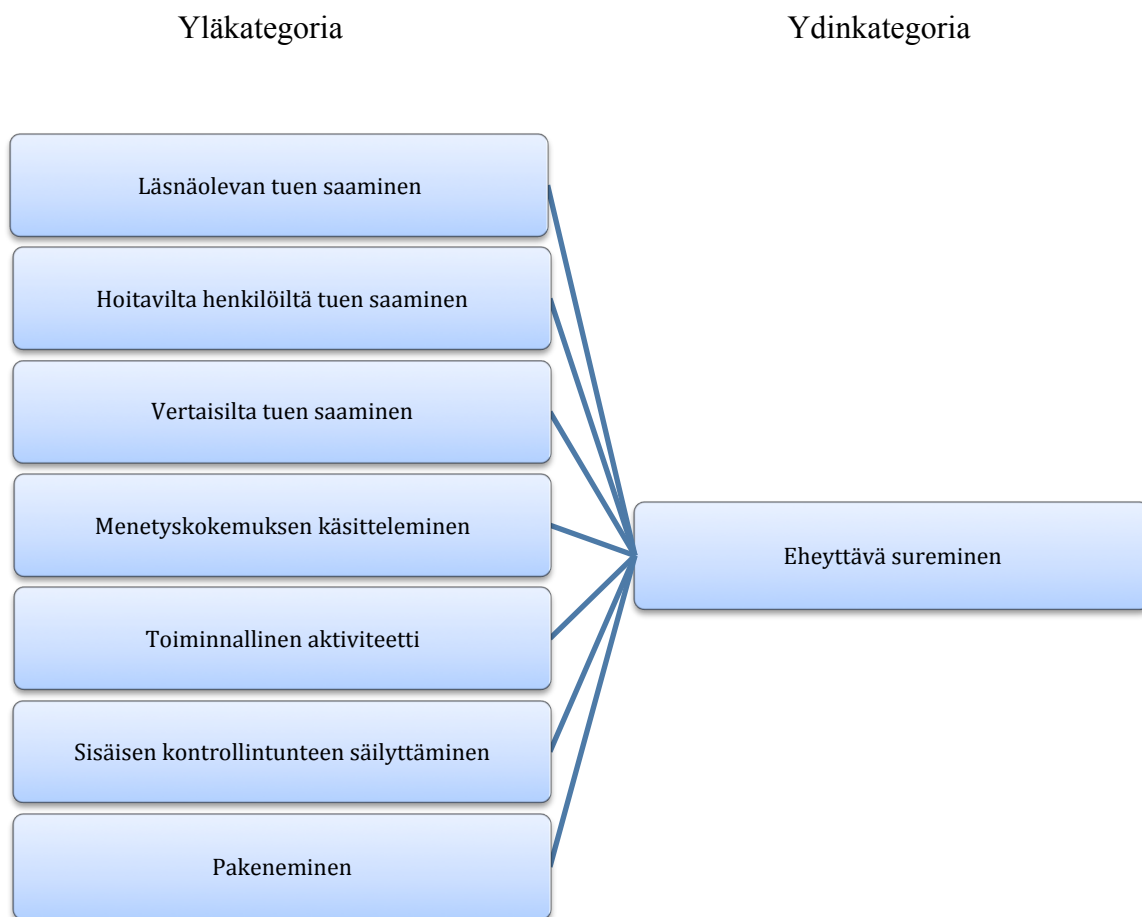 Yläkategoria
Ydinkategoria
Läsnäolevan tuen saaminen
Hoitavilta henkilöiltä tuen saaminen
Vertaisilta tuen saaminen
Menetyskokemuksen käsitteleminen
Eheyttävä sureminen
Toiminnallinen aktiviteetti
Sisäisen kontrollintunteen säilyttäminen
Pakeneminen